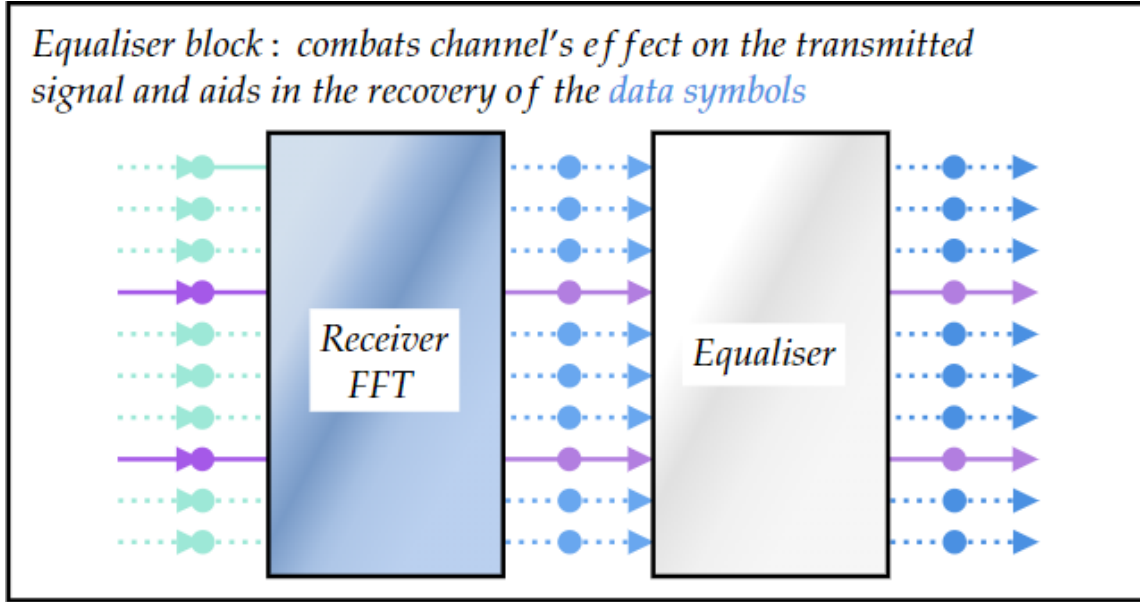 Equaliser block : combats channel's effect on the transmitted
signal and aids in the recovery of the data symbols
Receiver
FFT
Equaliser